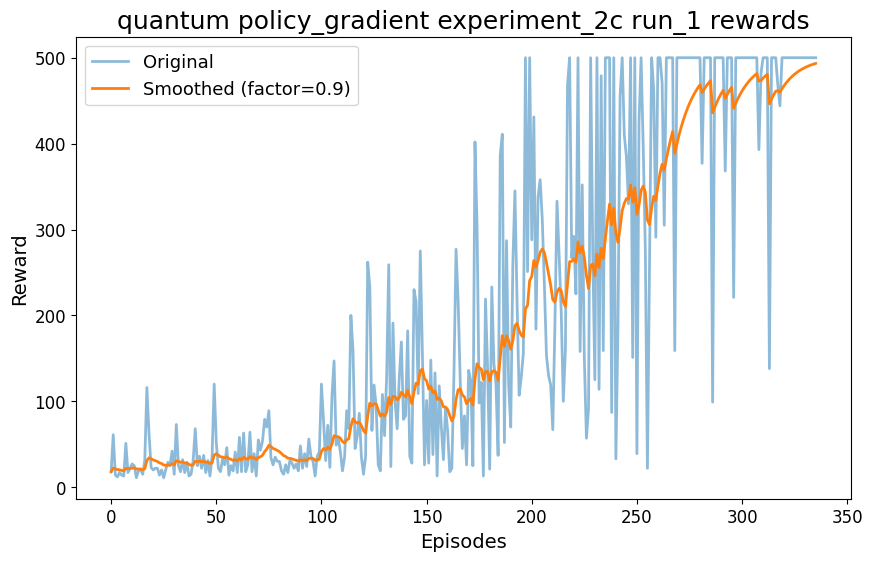 quantum policy_gradient experiment_2c run_1 rewards
Original
Smoothed (factor=0.9)
Reward
500
400
300
200
100
0
0 50 100 150 200 250 300 350
Episodes